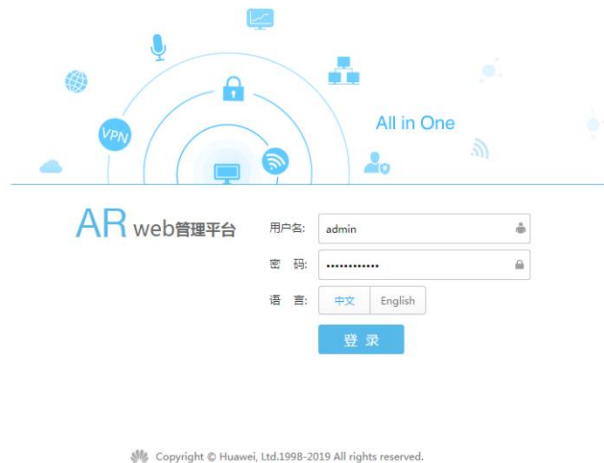 All in One
VPN
AR web管理平台
用户名: admin
密 码: ••••••••••••
语 言: 中文 English
登 录
Copyright © Huawei, Ltd.1998-2019 All rights reserved.